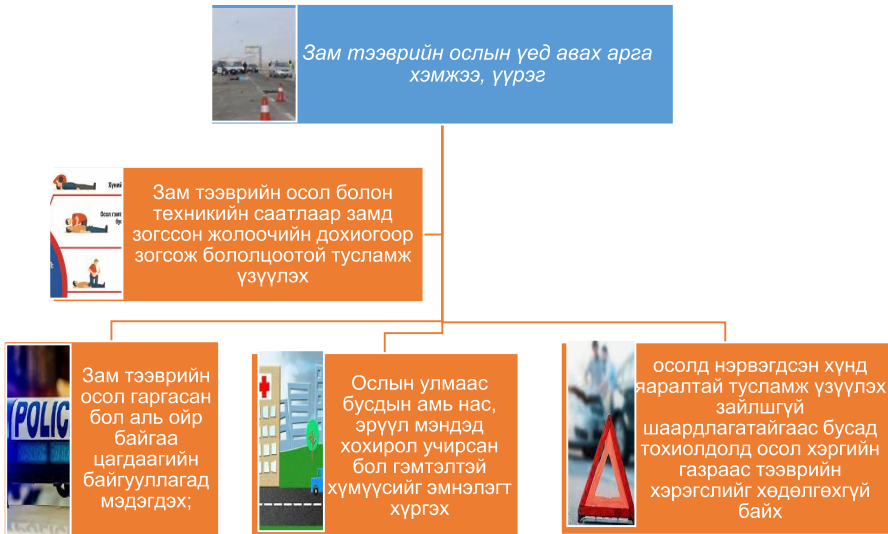 Зам тээврийн ослын үед авах арга
хэмжээ, үүрэг
Хүний
Зам тээврийн осол болон
техникийн саатлаар замд
зогссон жолоочийн дохиогоор
зогсож бололцоотой тусламж
үзүүлэх
Зам тээврийн
осол гаргасан
бол аль ойр
байгаа
цагдаагийн
байгууллагад
мэдэгдэх;
POLIC
Ослын улмаас
бусдын амь нас,
эрүүл мэндэд
хохирол учирсан
бол гэмтэлтэй
хүмүүсийг эмнэлэгт
хүргэх
осолд нэрвэгдсэн хүнд
яаралтай тусламж үзүүлэх
зайлшгүй
шаардлагатайгаас бусад
тохиолдолд осол хэргийн
газраас тээврийн
хэрэгслийг хөдөлгөхгүй
байх